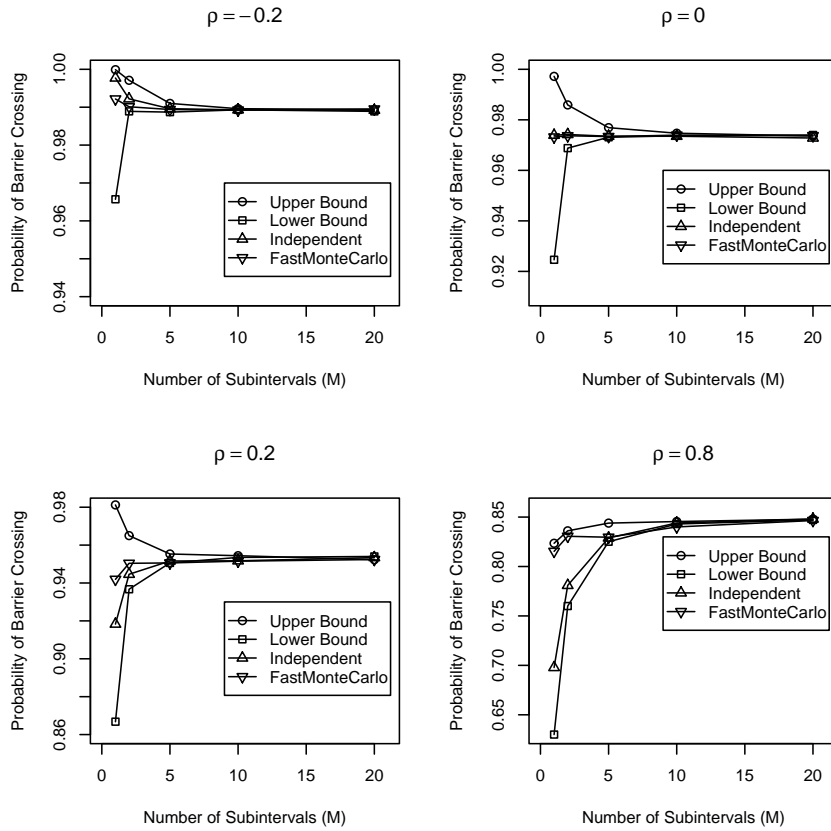 ρ = −0.2
Probability of Barrier Crossing
1.00
0.98
0.96
0.94
Upper Bound
Lower Bound
Independent
FastMonteCarlo
0 5 10 15 20
Number of Subintervals (M)
ρ = 0
Probability of Barrier Crossing
1.00
0.98
0.96
0.94
0.92
Upper Bound
Lower Bound
Independent
FastMonteCarlo
0 5 10 15 20
Number of Subintervals (M)
ρ = 0.2
Probability of Barrier Crossing
0.98
0.94
0.90
0.86
Upper Bound
Lower Bound
Independent
FastMonteCarlo
0 5 10 15 20
Number of Subintervals (M)
ρ = 0.8
Probability of Barrier Crossing
0.85
0.80
0.70
0.65
Upper Bound
Lower Bound
Independent
FastMonteCarlo
0 5 10 15 20
Number of Subintervals (M)